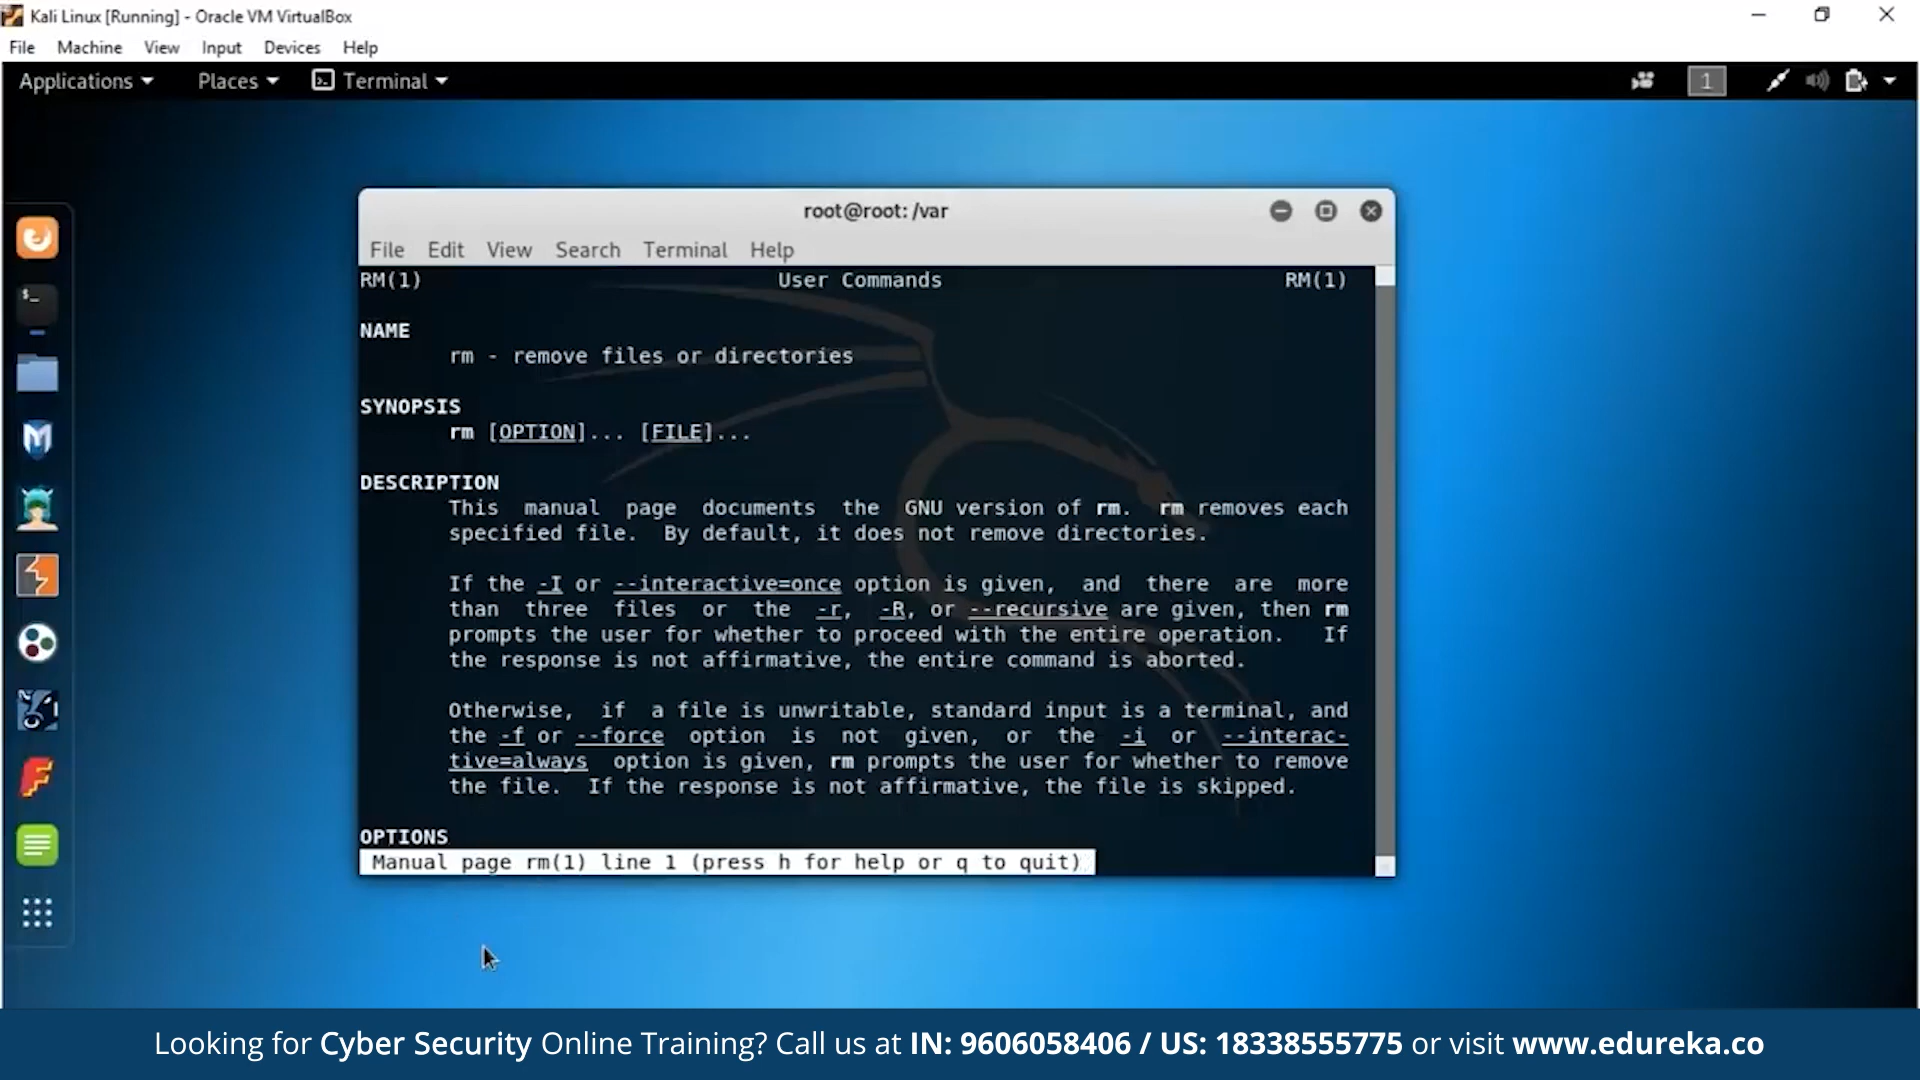 Kali Linux [Running] - Oracle VM VirtualBox
File Machine View Input Devices Help
Applications Places Terminal 1
root@root: /var
File Edit View Search Terminal Help
RM(1) User Commands RM(1)
NAME
rm - remove files or directories
SYNOPSIS
rm [OPTION]... [FILE]...
DESCRIPTION
This manual page documents the GNU version of rm. rm removes each
specified file. By default, it does not remove directories.
If the -I or --interactive=once option is given, and there are more
than three files or the -r, -R, or --recursive are given, then rm
prompts the user for whether to proceed with the entire operation. If
the response is not affirmative, the entire command is aborted.
Otherwise, if a file is unwritable, standard input is a terminal, and
the -f or --force option is not given, or the -i or --interac-
tive=always option is given, rm prompts the user for whether to remove
the file. If the response is not affirmative, the file is skipped.
OPTIONS
Manual page rm(1) line 1 (press h for help or q to quit)
Looking for Cyber Security Online Training? Call us at IN: 9606058406 / US: 18338555775 or visit www.edureka.co